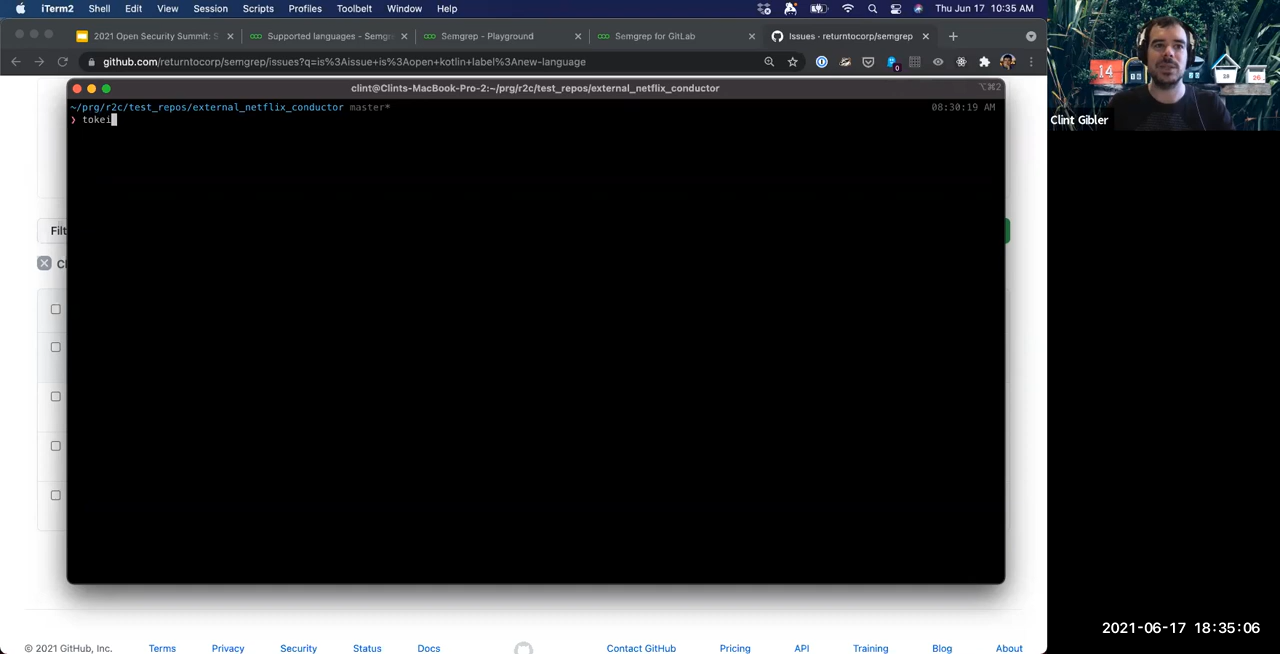 iTerm2 Shell Edit View Session Scripts Profiles Toolbelt Window Help Thu Jun 17 10:35 AM
2021 Open Security Summit: S Supported languages - Semgr Semgrep - Playground Semgrep for GitLab Issues · returntocorp/semgrep
github.com/returntocorp/semgrep/issues?q=is%3Aissue+is%3Aopen+kotlin+label%3Anew-language
clint@Clints-MacBook-Pro-2:~/prg/r2c/test_repos/external_netflix_conductor ⌥⌘2
~/prg/r2c/test_repos/external_netflix_conductor master* 08:30:19 AM
❯ tokei
Filt
Cl
14
Clint Gibler
2021-06-17 18:35:06
© 2021 GitHub, Inc. Terms Privacy Security Status Docs Contact GitHub Pricing API Training Blog About